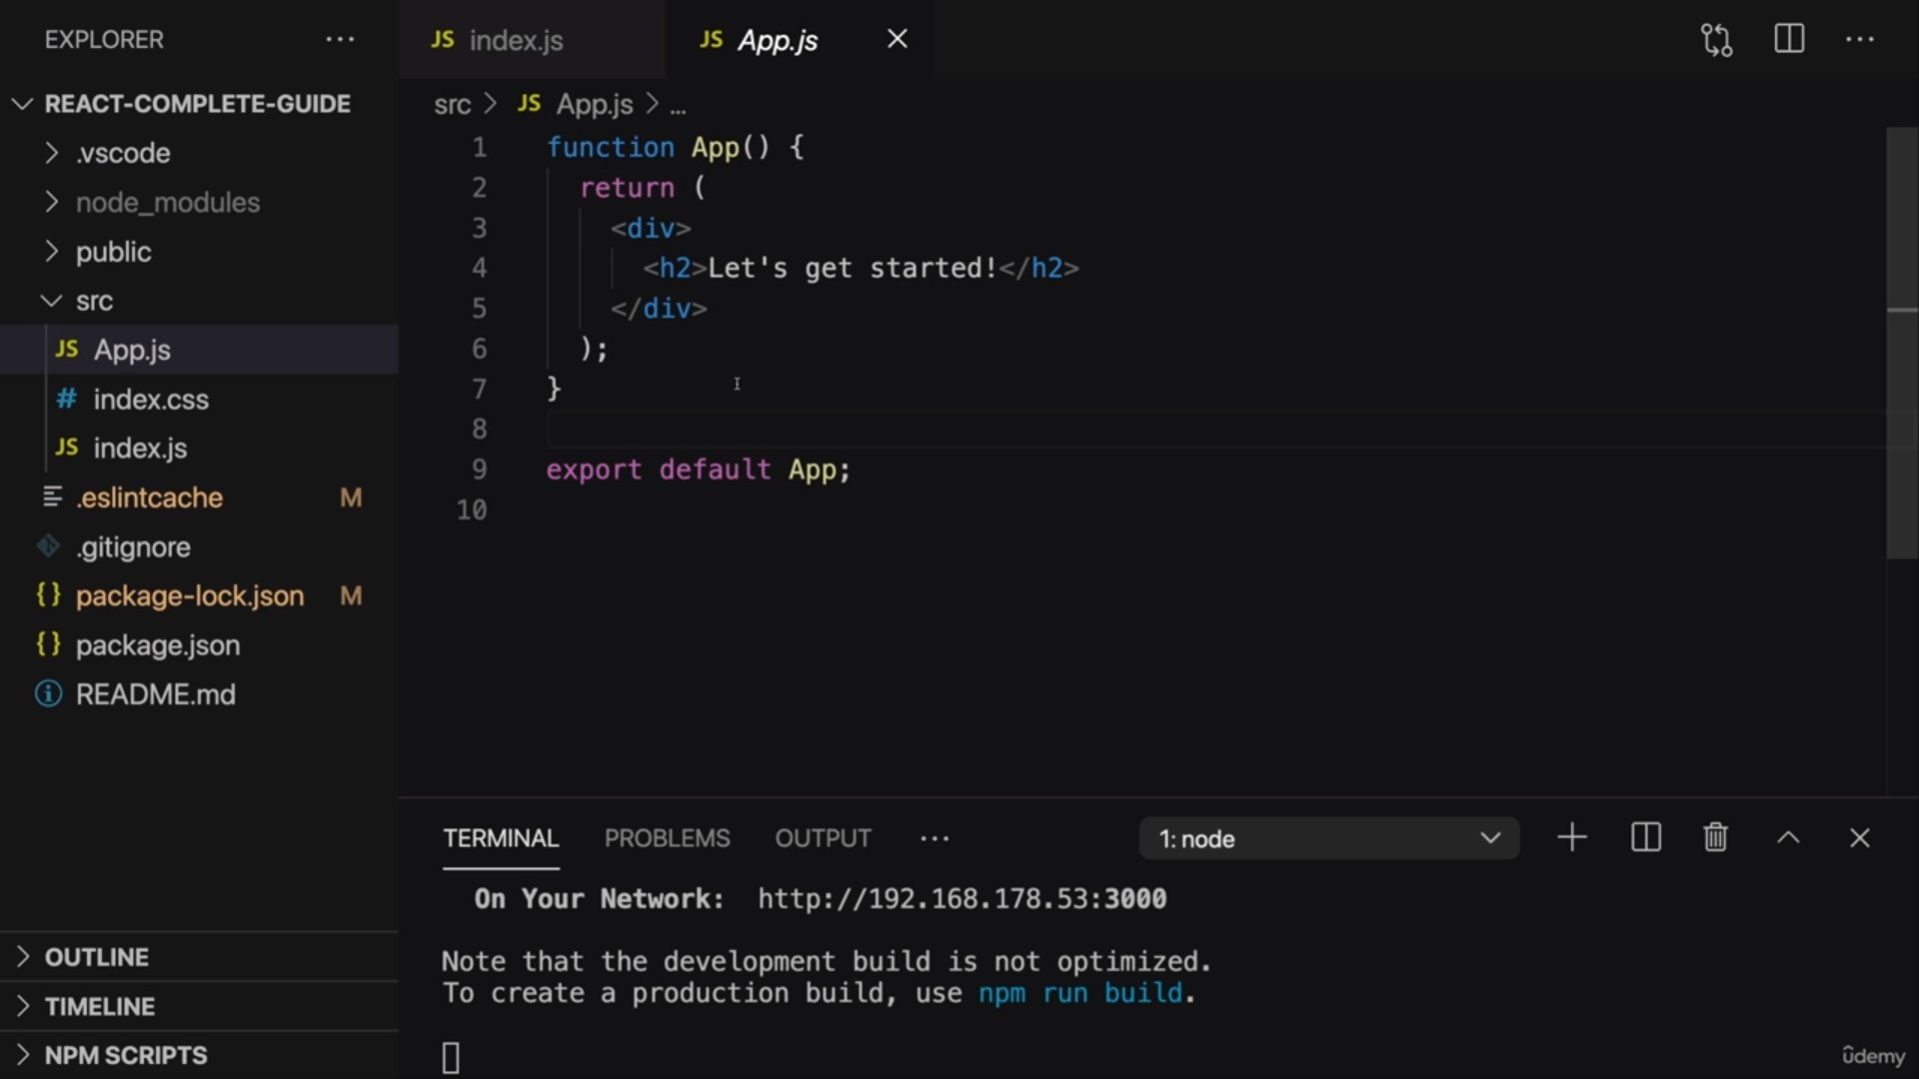 EXPLORER
JS index.js
JS App.js
REACT-COMPLETE-GUIDE
.vscode
node_modules
public
src
JS App.js
# index.css
JS index.js
.eslintcache M
.gitignore
{} package-lock.json M
{} package.json
README.md
OUTLINE
TIMELINE
NPM SCRIPTS
src > JS App.js > ...
1 function App() {
2 return (
3 <div>
4 <h2>Let's get started!</h2>
5 </div>
6 );
7 }
8
9 export default App;
10
TERMINAL PROBLEMS OUTPUT 1: node
On Your Network: http://192.168.178.53:3000
Note that the development build is not optimized.
To create a production build, use npm run build.
ûdemy